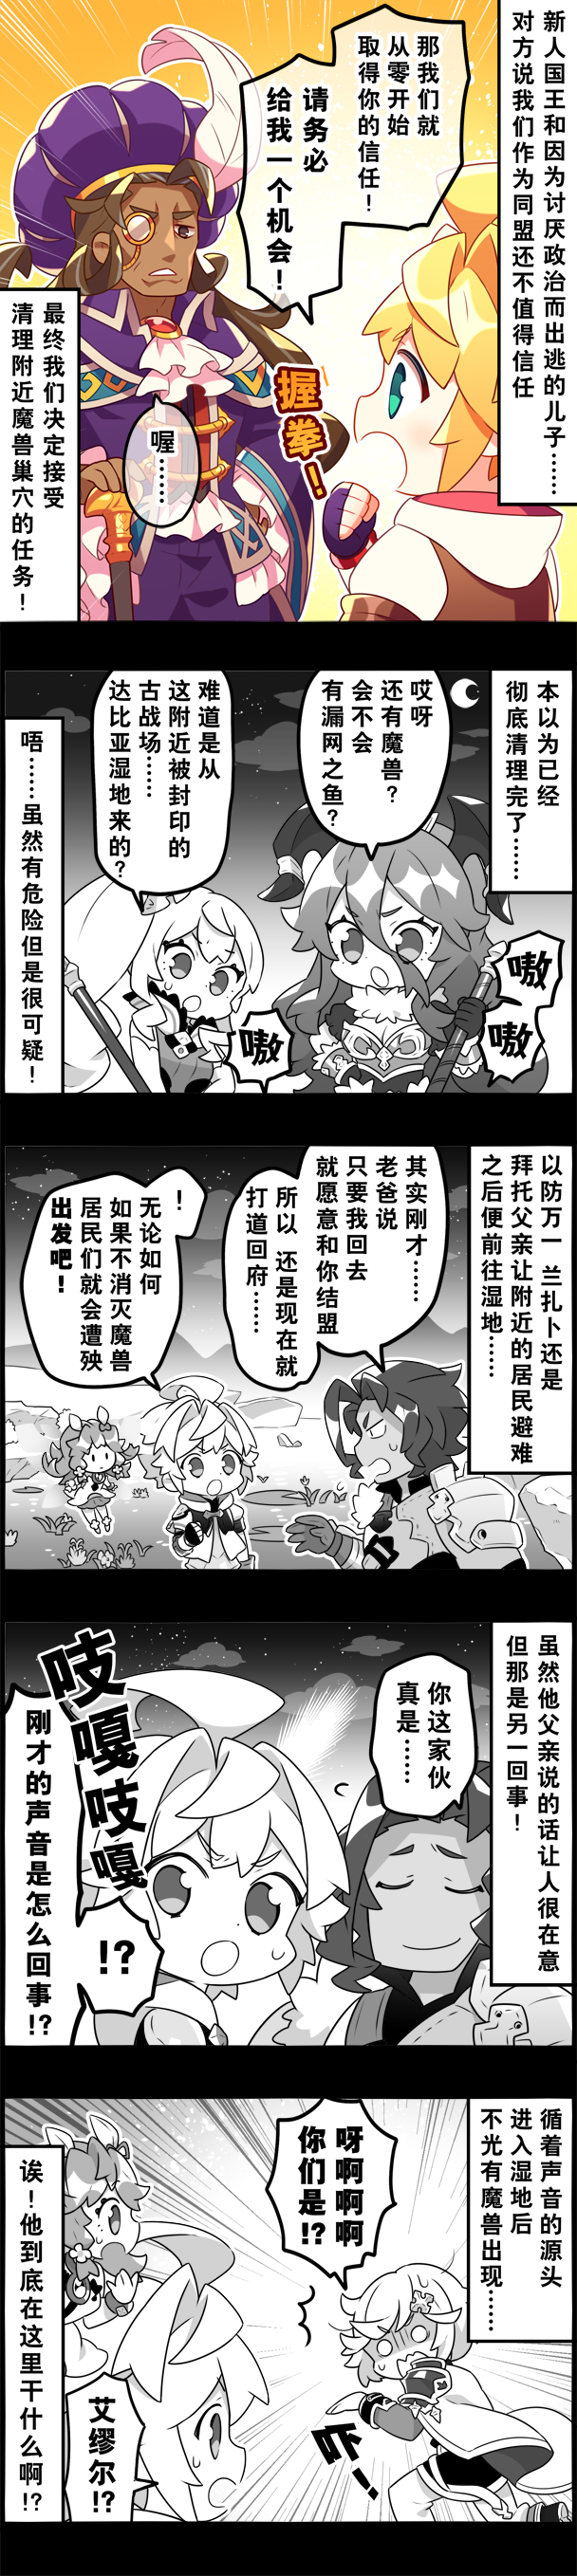 新人国王和因为讨厌政治而出逃的儿子……
对方说我们作为同盟还不值得信任
那我们就
从零开始
取得你的信任！
请务必
给我一个机会！
握拳！
喔……
最终我们决定接受
清理附近魔兽巢穴的任务！
本以为已经
彻底清理完了……
哎呀
还有魔兽？
会不会
有漏网之鱼？
嗷
嗷
嗷
难道是从
这附近被封印的
古战场……
达比亚湿地来的？
唔……虽然有危险但是很可疑！
以防万一 兰扎卜还是
拜托父亲让附近的居民避难
之后便前往湿地……
其实刚才……
老爸说
只要我回去
就愿意和你结盟
所以 还是现在就
打道回府……
！
无论如何
如果不消灭魔兽
居民们就会遭殃
出发吧！
虽然他父亲说的话让人很在意
但那是另一回事！
你这家伙
真是……
吱嘎吱嘎
!?
刚才的声音是怎么回事!?
循着声音的源头
进入湿地后
不光有魔兽出现……
呀啊啊啊
你们是!?
吓！
艾缪尔!?
诶！他到底在这里干什么啊!?